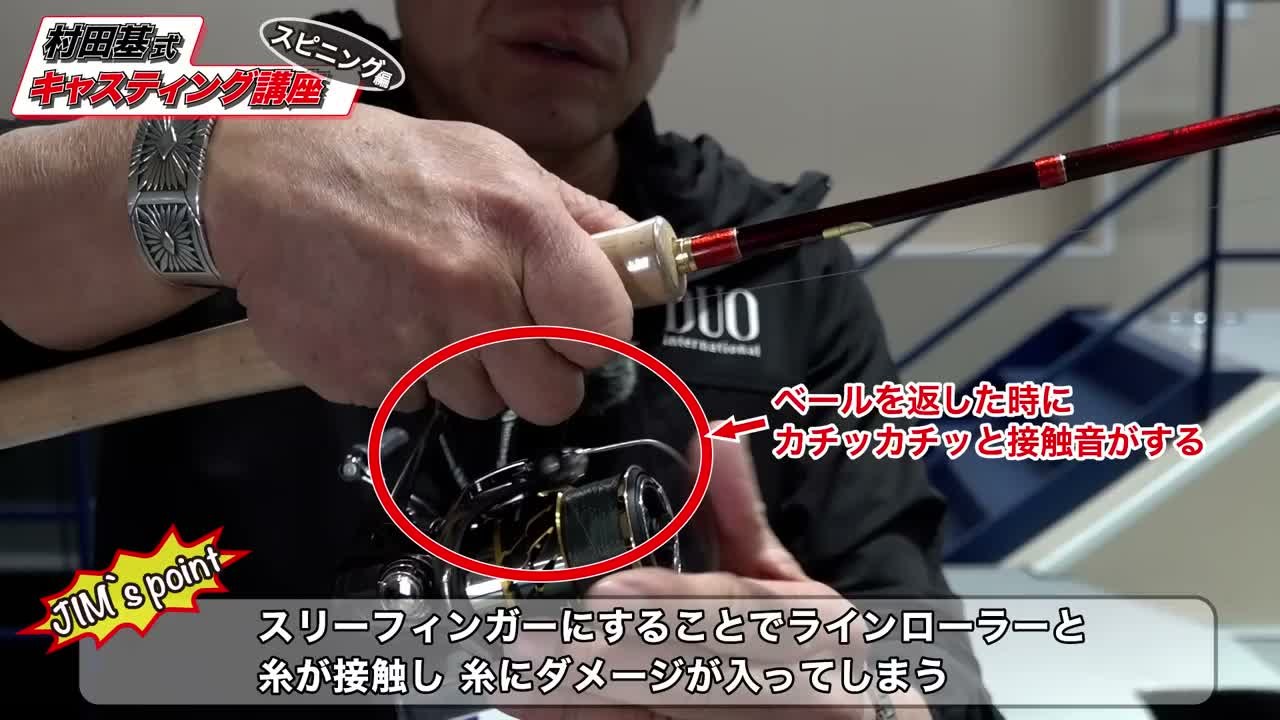 村田基式
スピニング編
キャスティング講座
DUO
international
ベールを返した時に
カチッカチッと接触音がする
JIM`s point
スリーフィンガーにすることでラインローラーと
糸が接触し 糸にダメージが入ってしまう